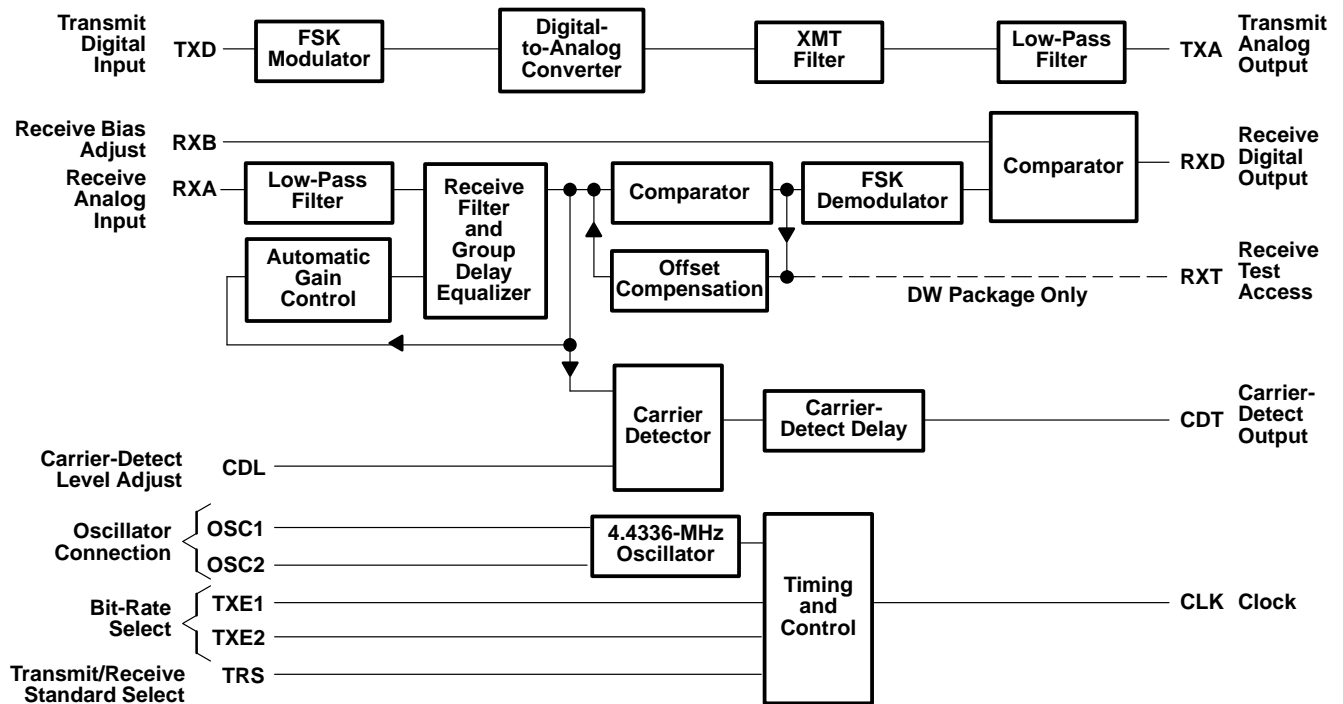 Transmit
Digital
Input
TXD
FSK
Modulator
Digital-
to-Analog
Converter
XMT
Filter
Low-Pass
Filter
TXA
Transmit
Analog
Output
Receive Bias
Adjust
RXB
Comparator
RXD
Receive
Digital
Output
Receive
Analog
Input
RXA
Low-Pass
Filter
Receive
Filter
and
Group
Delay
Equalizer
Comparator
FSK
Demodulator
Automatic
Gain
Control
Offset
Compensation
DW Package Only
RXT
Receive
Test
Access
Carrier
Detector
Carrier-
Detect Delay
CDT
Carrier-
Detect
Output
Carrier-Detect
Level Adjust
CDL
Oscillator
Connection
OSC1
OSC2
4.4336-MHz
Oscillator
Timing
and
Control
CLK Clock
Bit-Rate
Select
TXE1
TXE2
Transmit/Receive
Standard Select
TRS